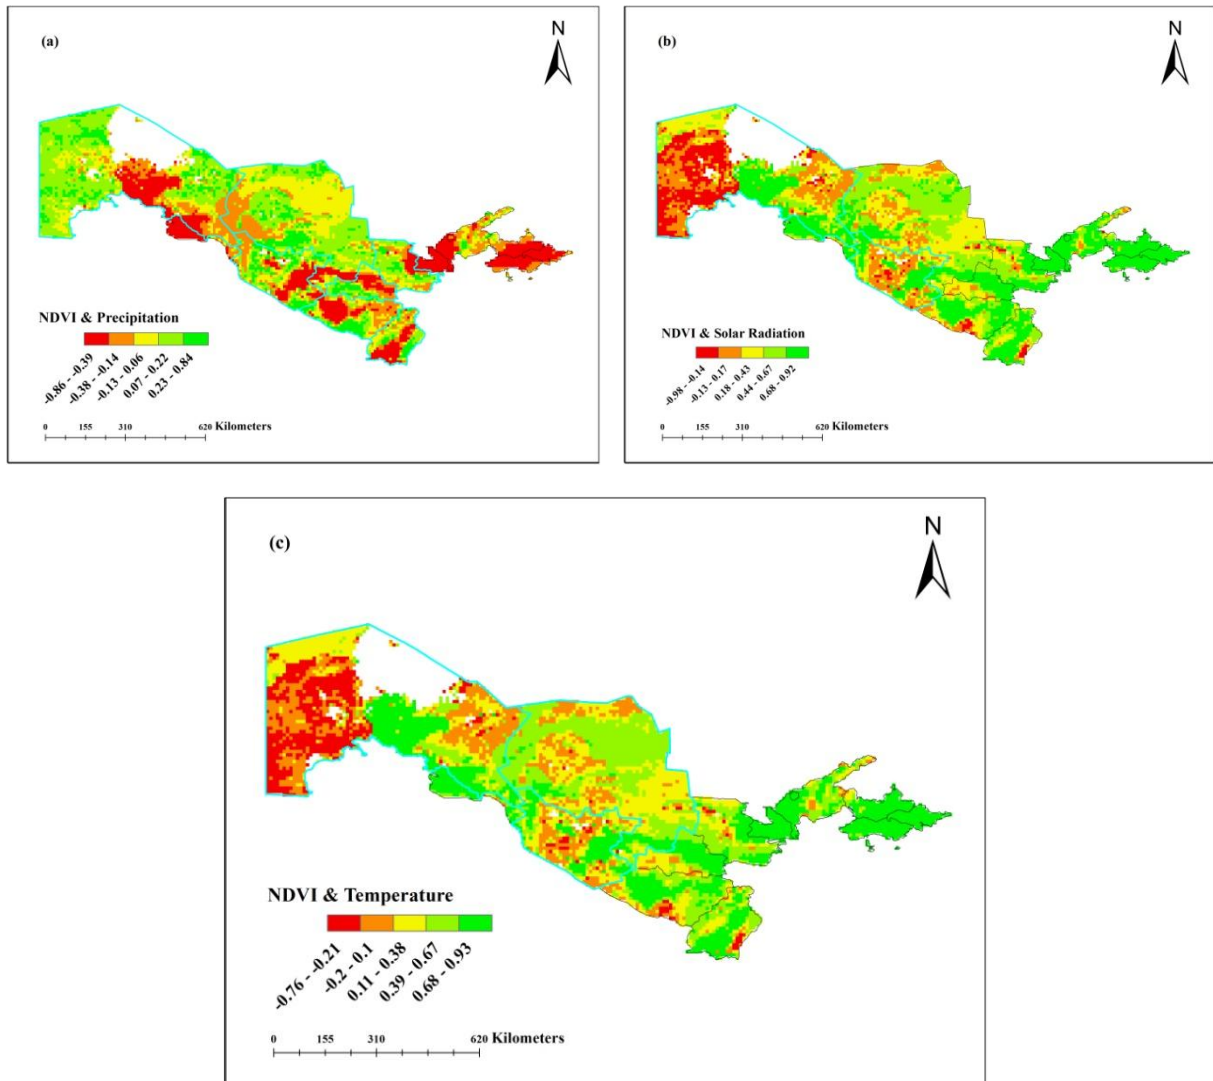 (a)
N
NDVI & Precipitation
-0.86 - -0.39
-0.38 - -0.14
-0.13 - 0.06
0.07 - 0.22
0.23 - 0.84
0 155 310 620 Kilometers
(b)
N
NDVI & Solar Radiation
-0.98 - -0.14
-0.13 - 0.17
0.18 - 0.43
0.44 - 0.67
0.68 - 0.92
0 155 310 620 Kilometers
(c)
N
NDVI & Temperature
-0.76 - -0.21
-0.2 - 0.1
0.11 - 0.38
0.39 - 0.67
0.68 - 0.93
0 155 310 620 Kilometers